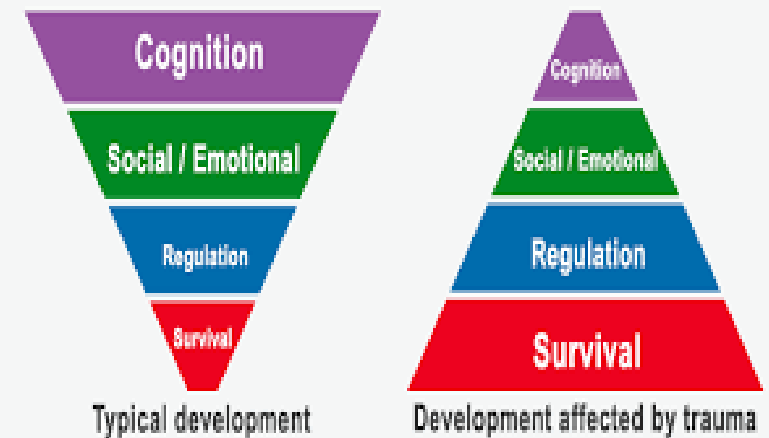 Cognition
Social / Emotional
Regulation
Survival
Typical development
Cognition
Social / Emotional
Regulation
Survival
Development affected by trauma